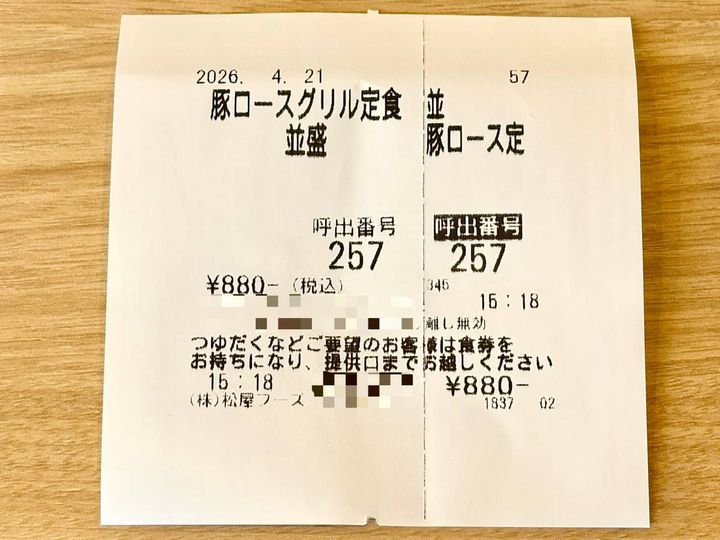 2026. 4. 21
57
豚ロースグリル定食
並盛
並
豚ロース定
呼出番号
257
呼出番号
257
¥880-(税込)
346
15:18
離し無効
つゆだくなどご要望のお客様は食券を
お持ちになり、提供口までお越しください
15:18
¥880-
(株)松屋フーズ
1837 02